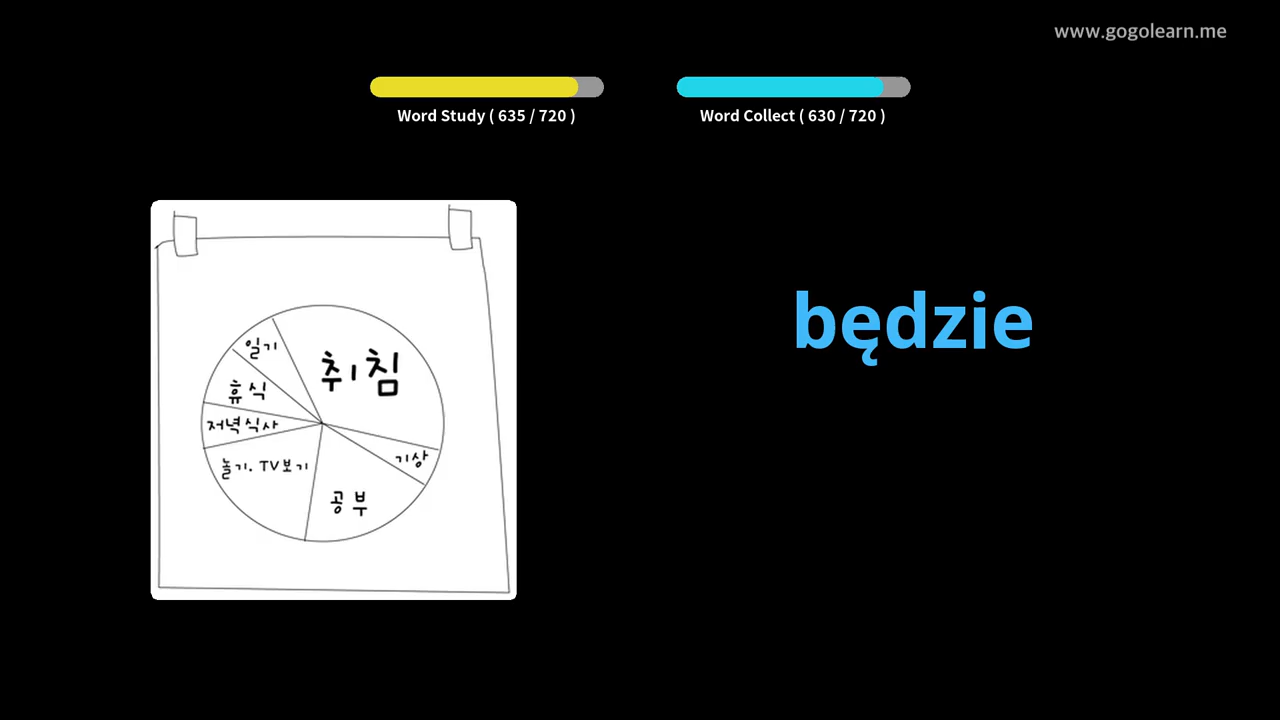 www.gogolearn.me
Word Study ( 635 / 720 )
Word Collect ( 630 / 720 )
będzie
일기
취침
휴식
저녁식사
놀기. TV보기
기상
공부